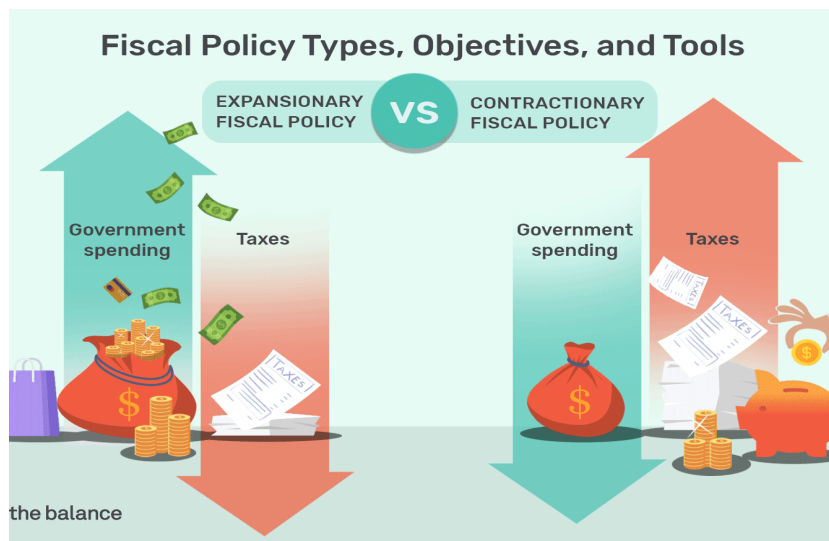 Fiscal Policy Types, Objectives, and Tools
EXPANSIONARY
FISCAL POLICY
VS
CONTRACTIONARY
FISCAL POLICY
Government
spending
Taxes
Government
spending
Taxes
$
TAXES
$
TAXES
TAXES
$
the balance